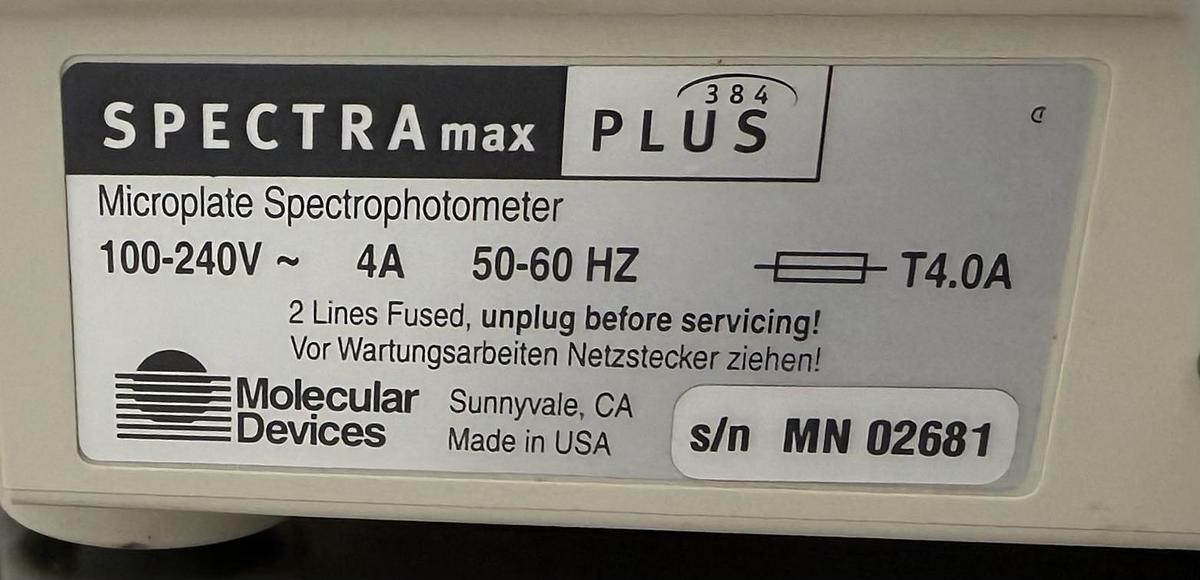 SPECTRAmax PLUS 384
Microplate Spectrophotometer
100-240V ~ 4A 50-60 HZ T4.0A
2 Lines Fused, unplug before servicing!
Vor Wartungsarbeiten Netzstecker ziehen!
Molecular
Devices
Sunnyvale, CA
Made in USA
s/n MN 02681